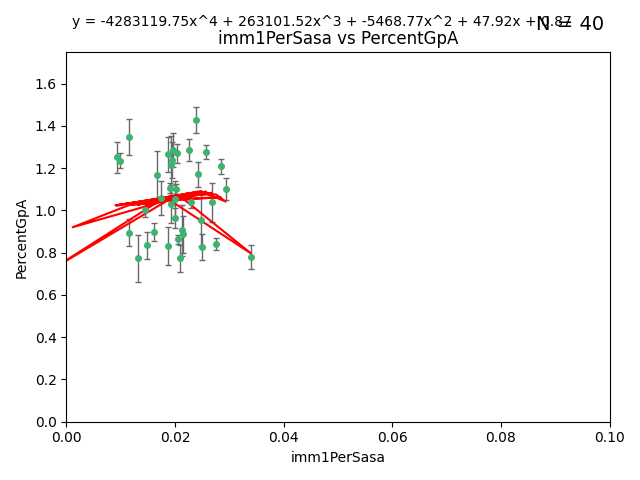 y = -4283119.75x^4 + 263101.52x^3 + -5468.77x^2 + 47.92x + 0.87
N = 40
imm1PerSasa vs PercentGpA
PercentGpA
1.6
1.4
1.2
1.0
0.8
0.6
0.4
0.2
0.0
0.00 0.02 0.04 0.06 0.08 0.10
imm1PerSasa